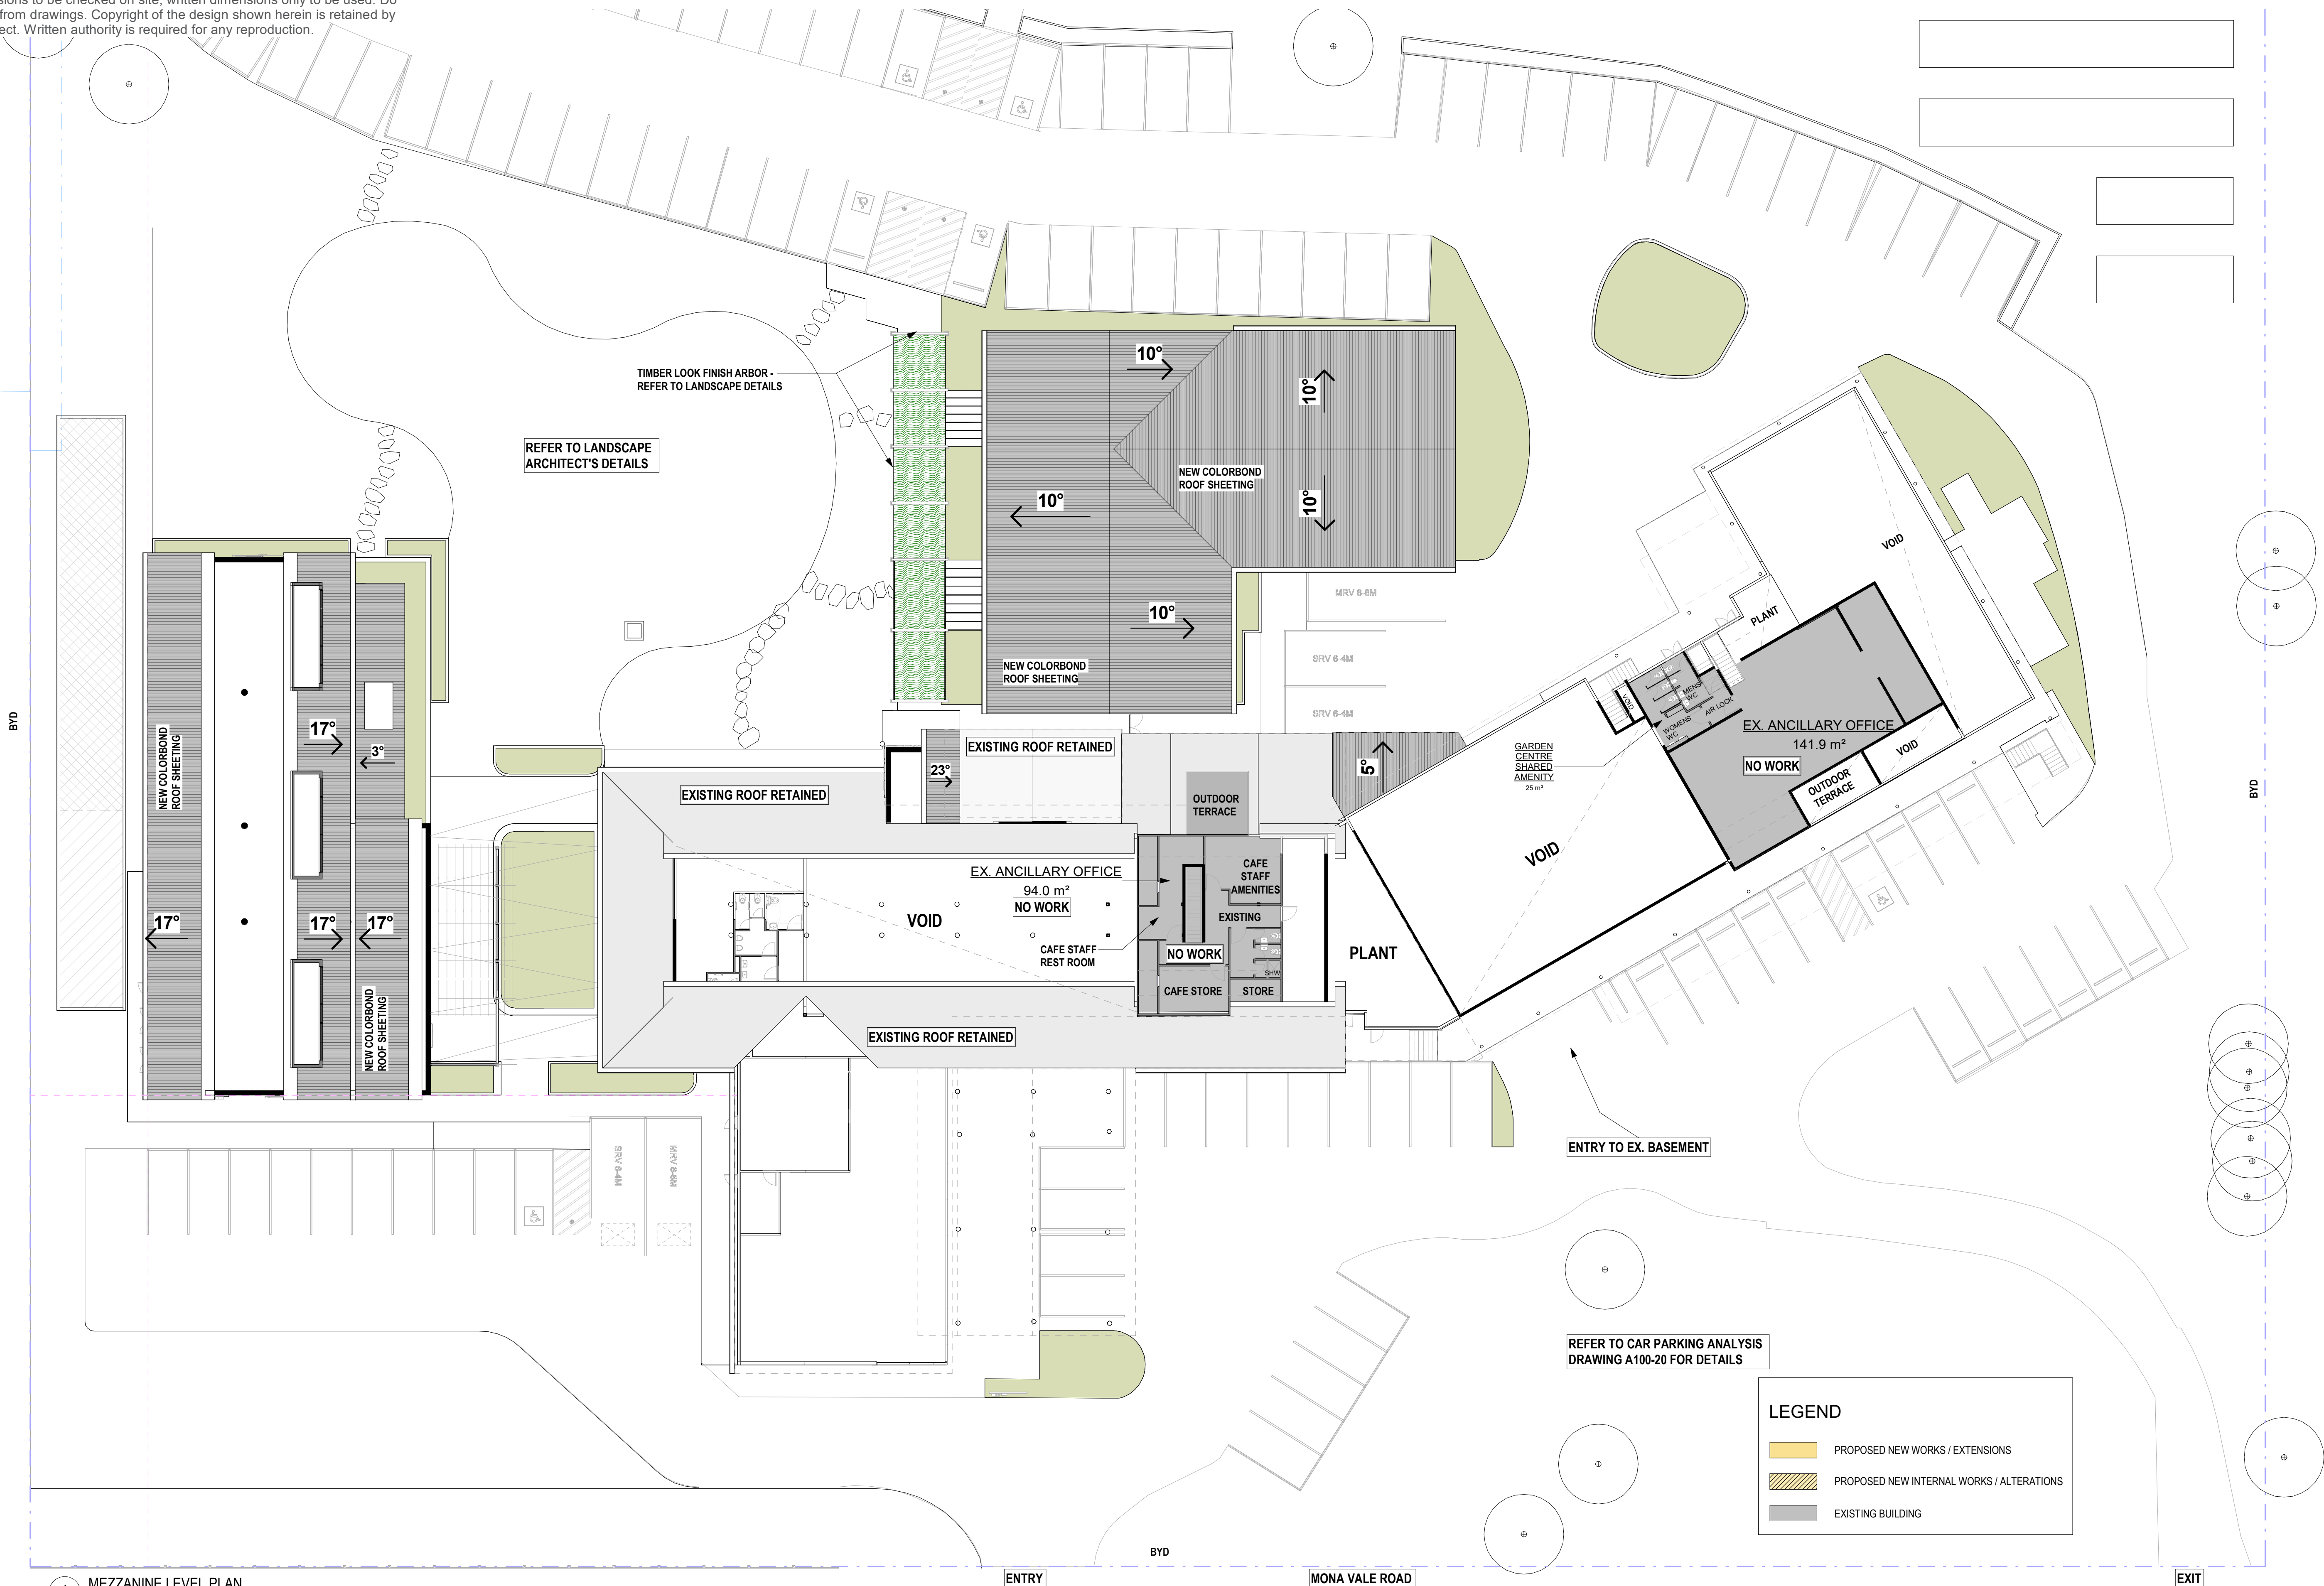 sions to be checked on site, written dimensions only to be used. Do
from drawings. Copyright of the design shown herein is retained by
ect. Written authority is required for any reproduction.
TIMBER LOOK FINISH ARBOR -
REFER TO LANDSCAPE DETAILS
REFER TO LANDSCAPE
ARCHITECT'S DETAILS
10°
10°
10°
10°
10°
NEW COLORBOND
ROOF SHEETING
NEW COLORBOND
ROOF SHEETING
MRV 8-8M
SRV 6-4M
SRV 6-4M
VOID
PLANT
VOID
MENS
WC
AIR LOCK
WOMENS
WC
EX. ANCILLARY OFFICE
141.9 m²
NO WORK
VOID
OUTDOOR
TERRACE
GARDEN
CENTRE
SHARED
AMENITY
25 m²
BYD
BYD
NEW COLORBOND
ROOF SHEETING
17°
3°
17°
17°
17°
NEW COLORBOND
ROOF SHEETING
EXISTING ROOF RETAINED
23°
EXISTING ROOF RETAINED
5°
OUTDOOR
TERRACE
VOID
EX. ANCILLARY OFFICE
94.0 m²
NO WORK
CAFE
STAFF
AMENITIES
EXISTING
VOID
CAFE STAFF
REST ROOM
NO WORK
SHW
CAFE STORE
STORE
PLANT
EXISTING ROOF RETAINED
ENTRY TO EX. BASEMENT
SRV 6-4M
MRV 8-8M
REFER TO CAR PARKING ANALYSIS
DRAWING A100-20 FOR DETAILS
LEGEND
PROPOSED NEW WORKS / EXTENSIONS
PROPOSED NEW INTERNAL WORKS / ALTERATIONS
EXISTING BUILDING
BYD
MEZZANINE LEVEL PLAN
ENTRY
MONA VALE ROAD
EXIT